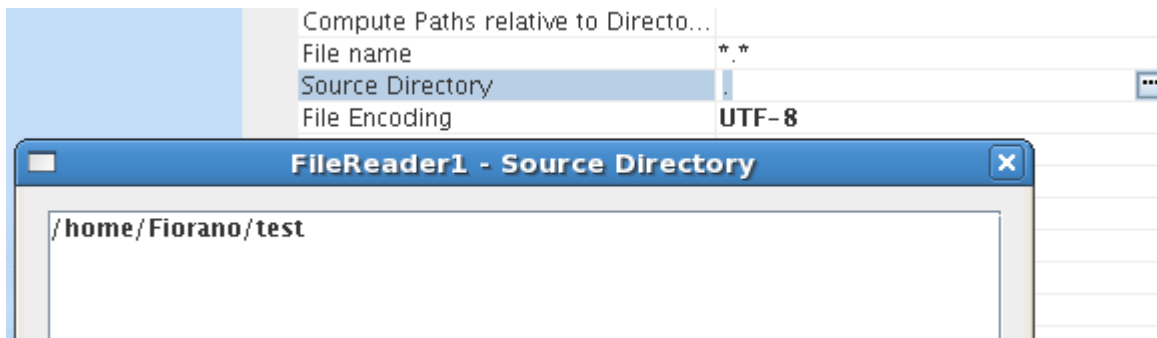 Compute Paths relative to Directo...
File name *.*
Source Directory . ...
File Encoding UTF-8
FileReader1 - Source Directory
/home/Fiorano/test